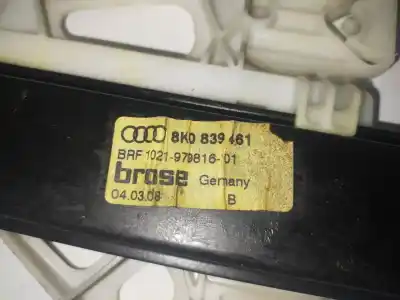 8K0 839 461
BRF 1021-979816-01
brose Germany
04.03.08 B